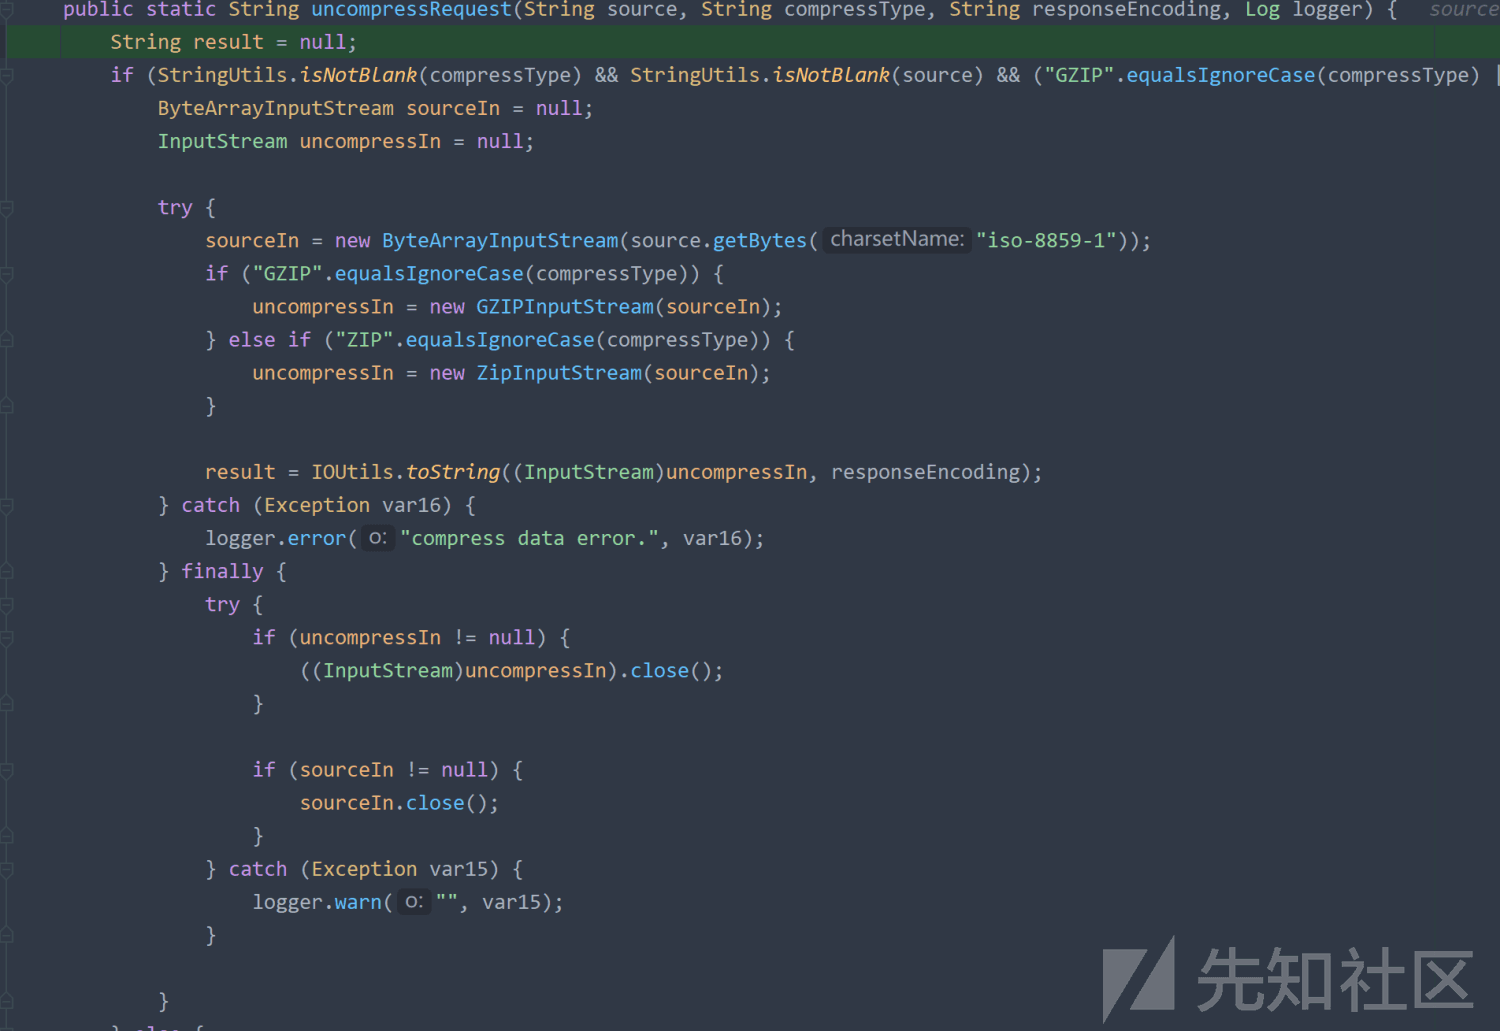 public static String uncompressRequest(String source, String compressType, String responseEncoding, Log logger) {   source
String result = null;
if (StringUtils.isNotBlank(compressType) && StringUtils.isNotBlank(source) && ("GZIP".equalsIgnoreCase(compressType) |
ByteArrayInputStream sourceIn = null;
InputStream uncompressIn = null;
try {
sourceIn = new ByteArrayInputStream(source.getBytes( charsetName: "iso-8859-1"));
if ("GZIP".equalsIgnoreCase(compressType)) {
uncompressIn = new GZIPInputStream(sourceIn);
} else if ("ZIP".equalsIgnoreCase(compressType)) {
uncompressIn = new ZipInputStream(sourceIn);
}
result = IOUtils.toString((InputStream)uncompressIn, responseEncoding);
} catch (Exception var16) {
logger.error( o: "compress data error.", var16);
} finally {
try {
if (uncompressIn != null) {
((InputStream)uncompressIn).close();
}
if (sourceIn != null) {
sourceIn.close();
}
} catch (Exception var15) {
logger.warn( o: "", var15);
}
}
} else {
先知社区